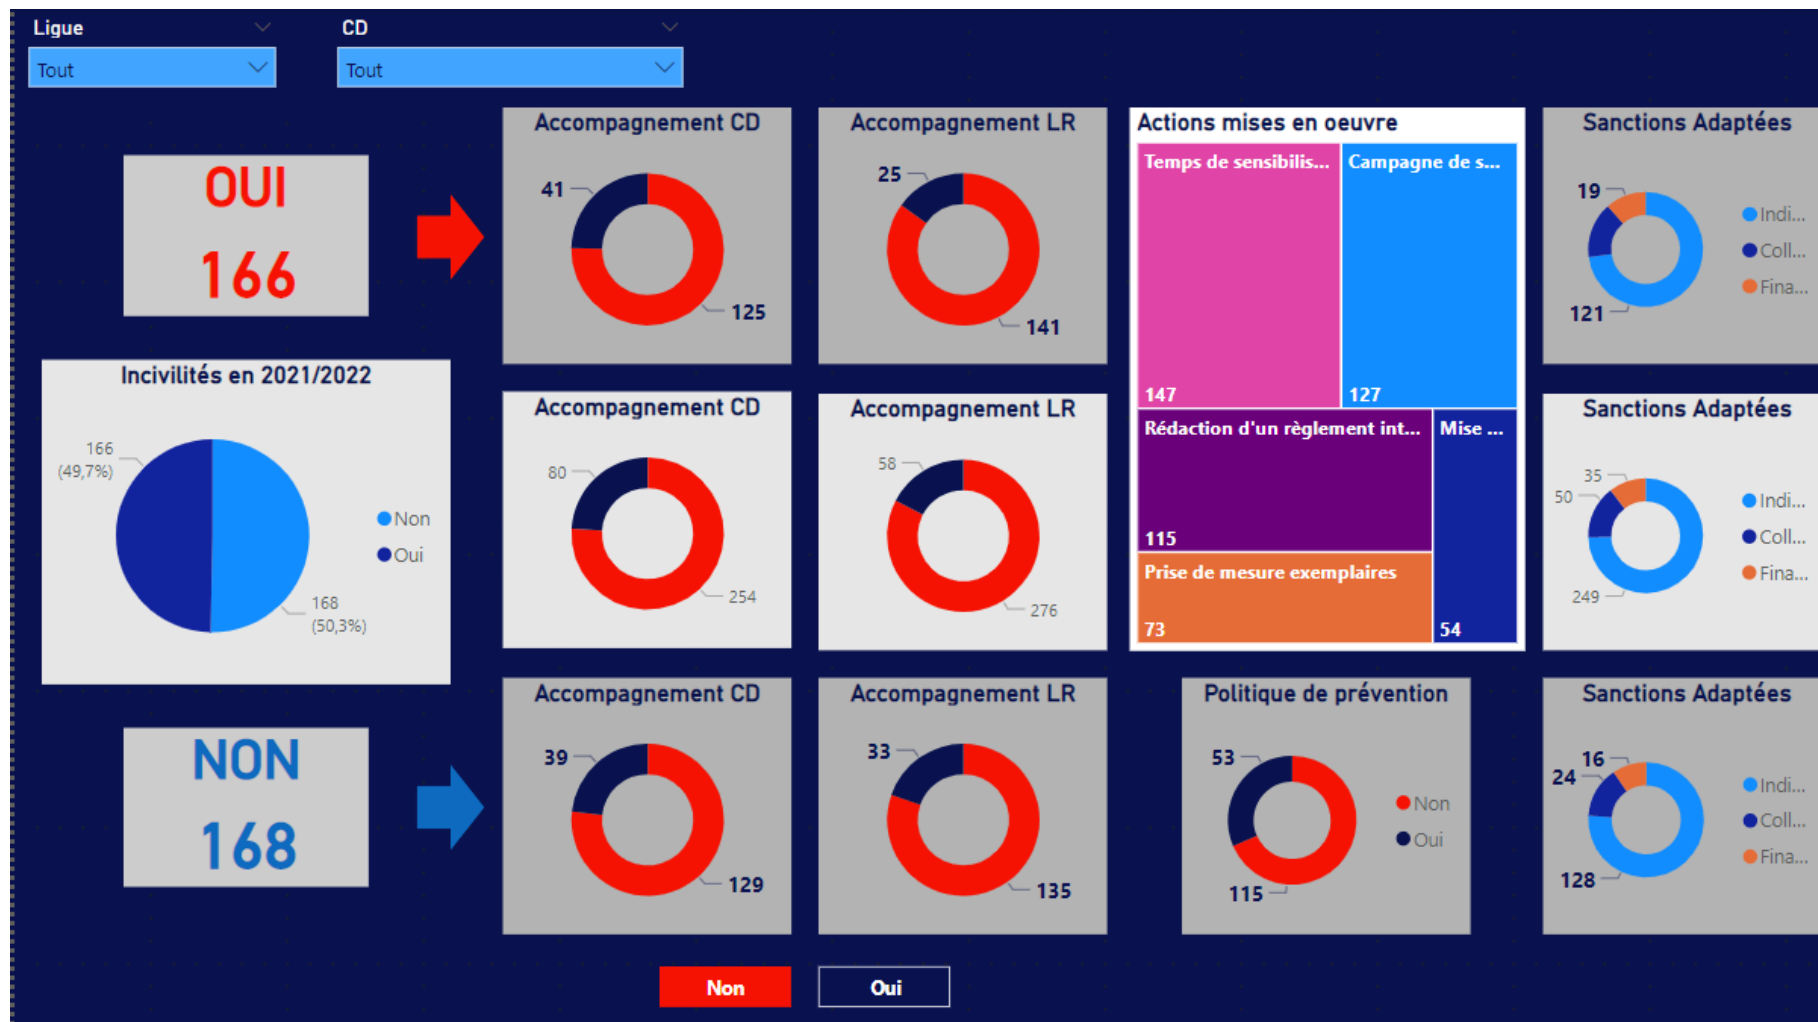 Ligue
CD
Tout
Tout
OUI
166
Accompagnement CD
41
125
Accompagnement LR
25
141
Actions mises en oeuvre
Temps de sensibilis...
147
Campagne de s...
127
Rédaction d'un règlement int...
115
Mise ...
54
Prise de mesure exemplaires
73
Sanctions Adaptées
19
121
Indi...
Coll...
Fina...
Incivilités en 2021/2022
166
(49,7%)
168
(50,3%)
Non
Oui
Accompagnement CD
80
254
Accompagnement LR
58
276
Sanctions Adaptées
35
50
249
Indi...
Coll...
Fina...
NON
168
Accompagnement CD
39
129
Accompagnement LR
33
135
Politique de prévention
53
115
Non
Oui
Sanctions Adaptées
16
24
128
Indi...
Coll...
Fina...
Non
Oui